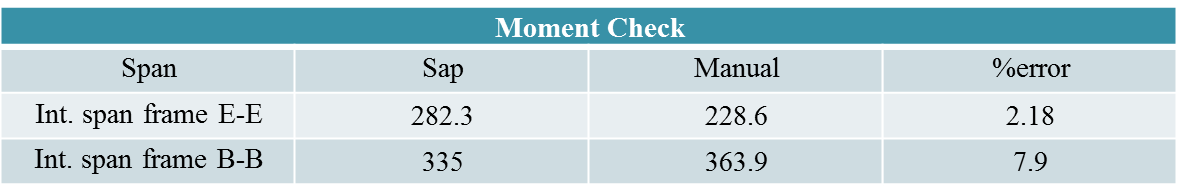 Moment Check
Span Sap Manual %error
Int. span frame E-E 282.3 228.6 2.18
Int. span frame B-B 335 363.9 7.9